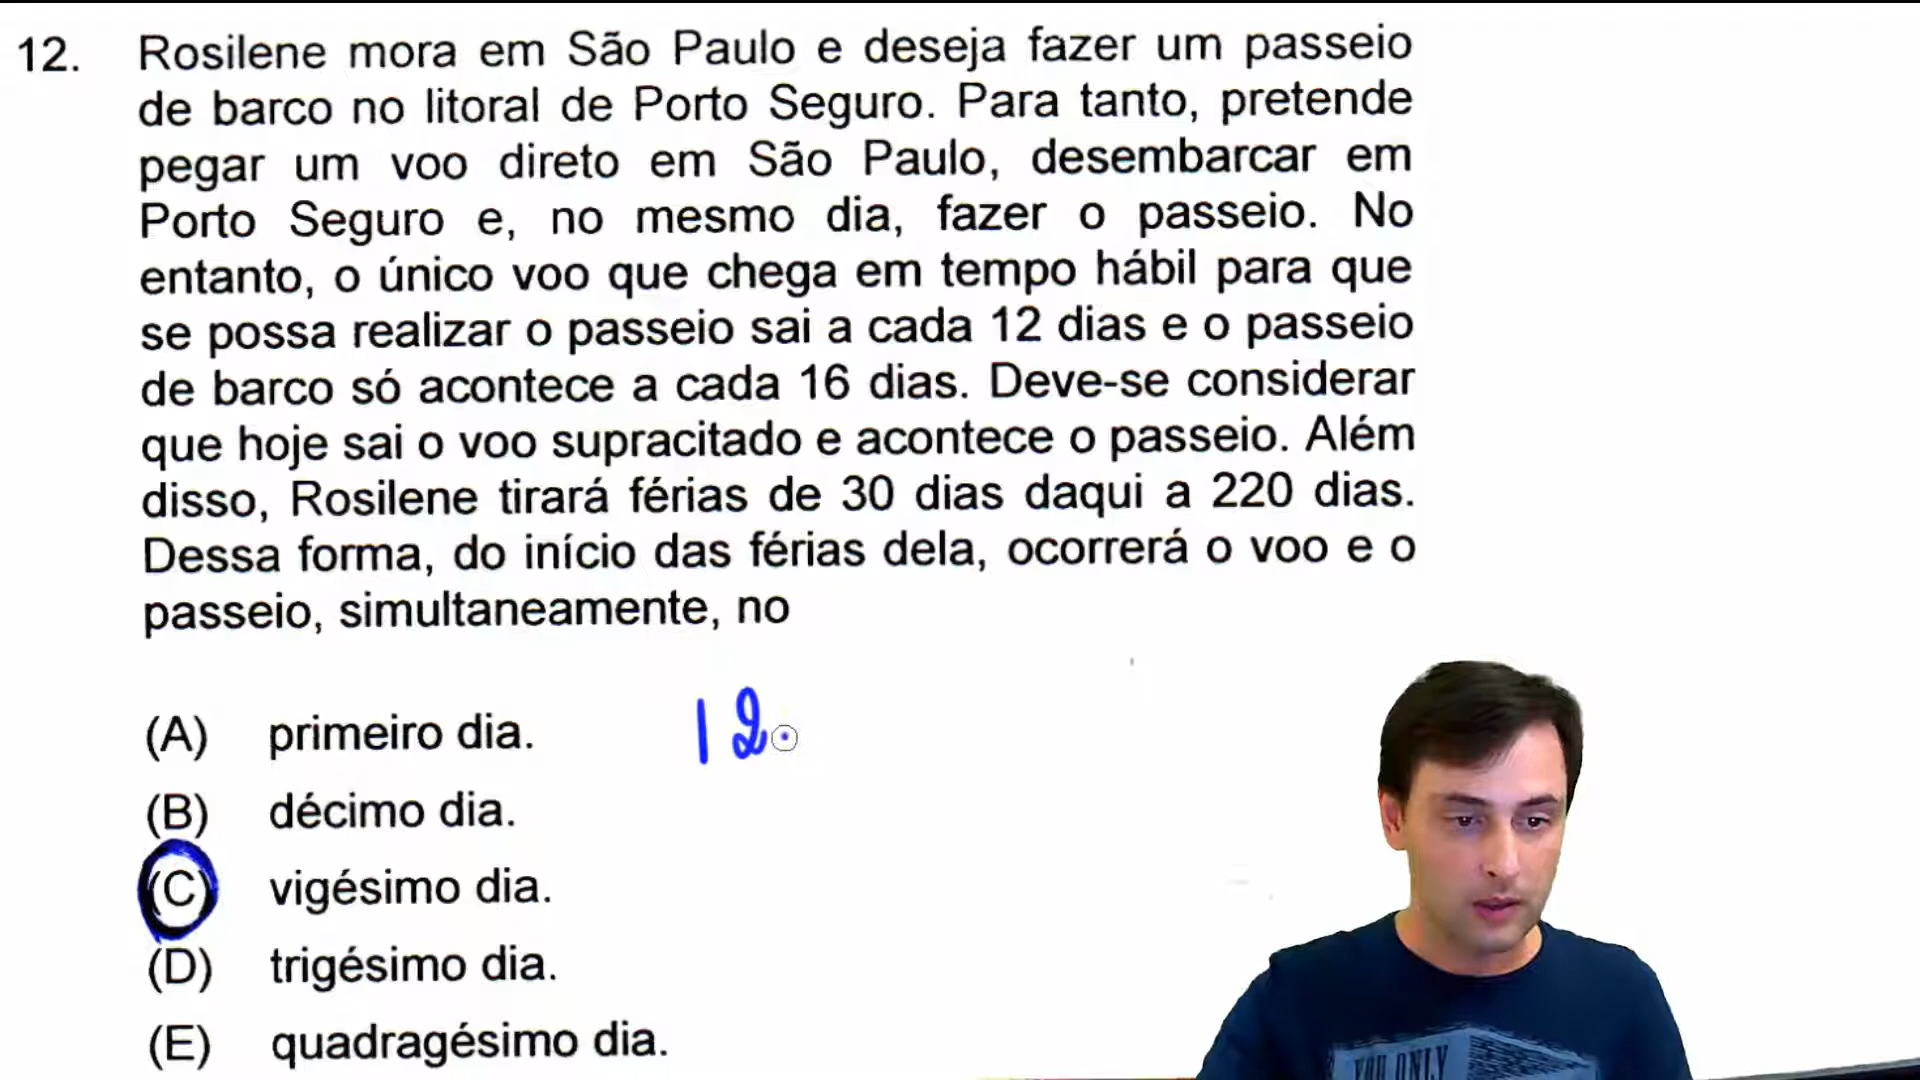 12. Rosilene mora em São Paulo e deseja fazer um passeio
de barco no litoral de Porto Seguro. Para tanto, pretende
pegar um voo direto em São Paulo, desembarcar em
Porto Seguro e, no mesmo dia, fazer o passeio. No
entanto, o único voo que chega em tempo hábil para que
se possa realizar o passeio sai a cada 12 dias e o passeio
de barco só acontece a cada 16 dias. Deve-se considerar
que hoje sai o voo supracitado e acontece o passeio. Além
disso, Rosilene tirará férias de 30 dias daqui a 220 dias.
Dessa forma, do início das férias dela, ocorrerá o voo e o
passeio, simultaneamente, no
(A) primeiro dia.
12
(B) décimo dia.
(C) vigésimo dia.
(D) trigésimo dia.
(E) quadragésimo dia.
YOU ONLY